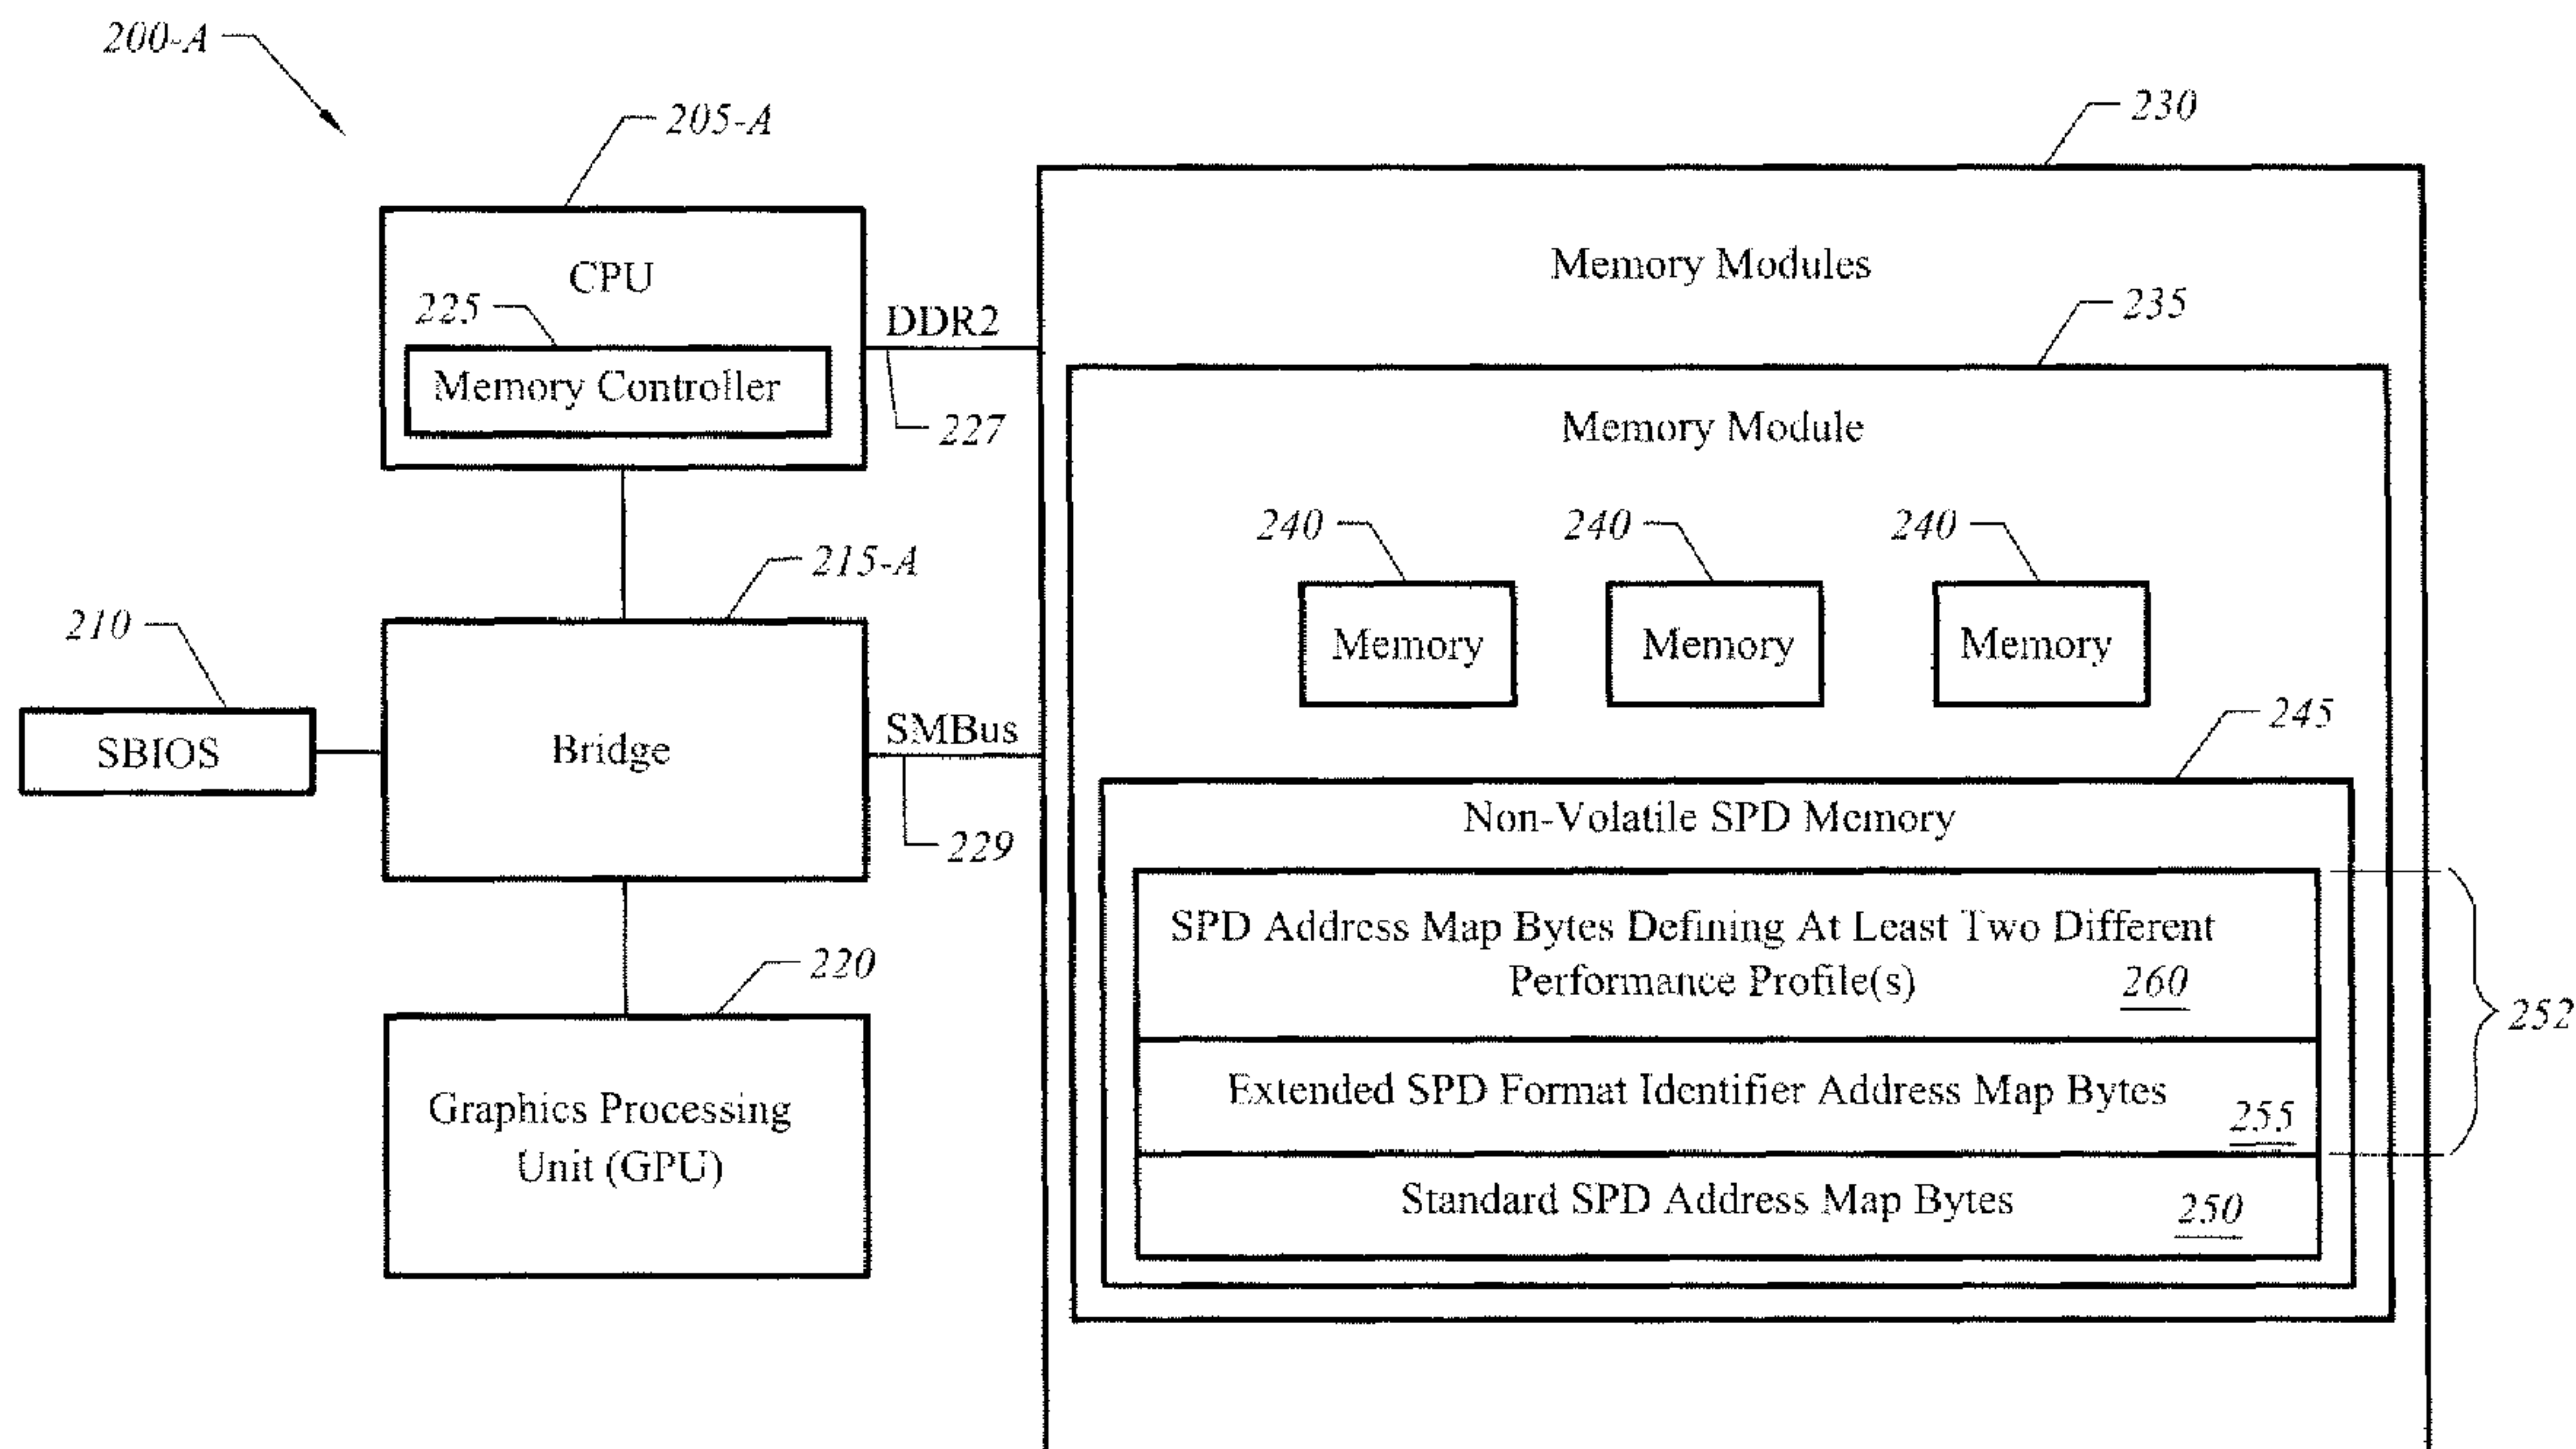 200-A
205-A
230
CPU
Memory Modules
225
DDR2
235
Memory Controller
227
Memory Module
240
240
240
215-A
210
Memory
Memory
Memory
SBIOS
Bridge
SMBus
229
245
Non-Volatile SPD Memory
SPD Address Map Bytes Defining At Least Two Different
Performance Profile(s)
260
220
252
Graphics Processing
Unit (GPU)
Extended SPD Format Identifier Address Map Bytes
255
Standard SPD Address Map Bytes
250